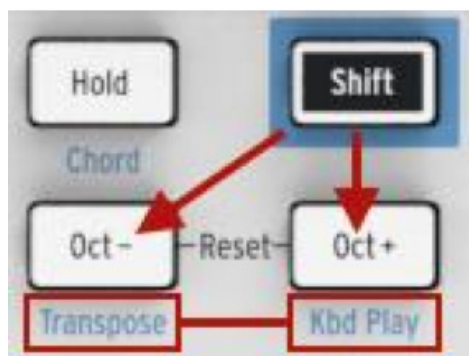 Hold Shift
Chord
Oct - Reset Oct +
Transpose Kbd Play